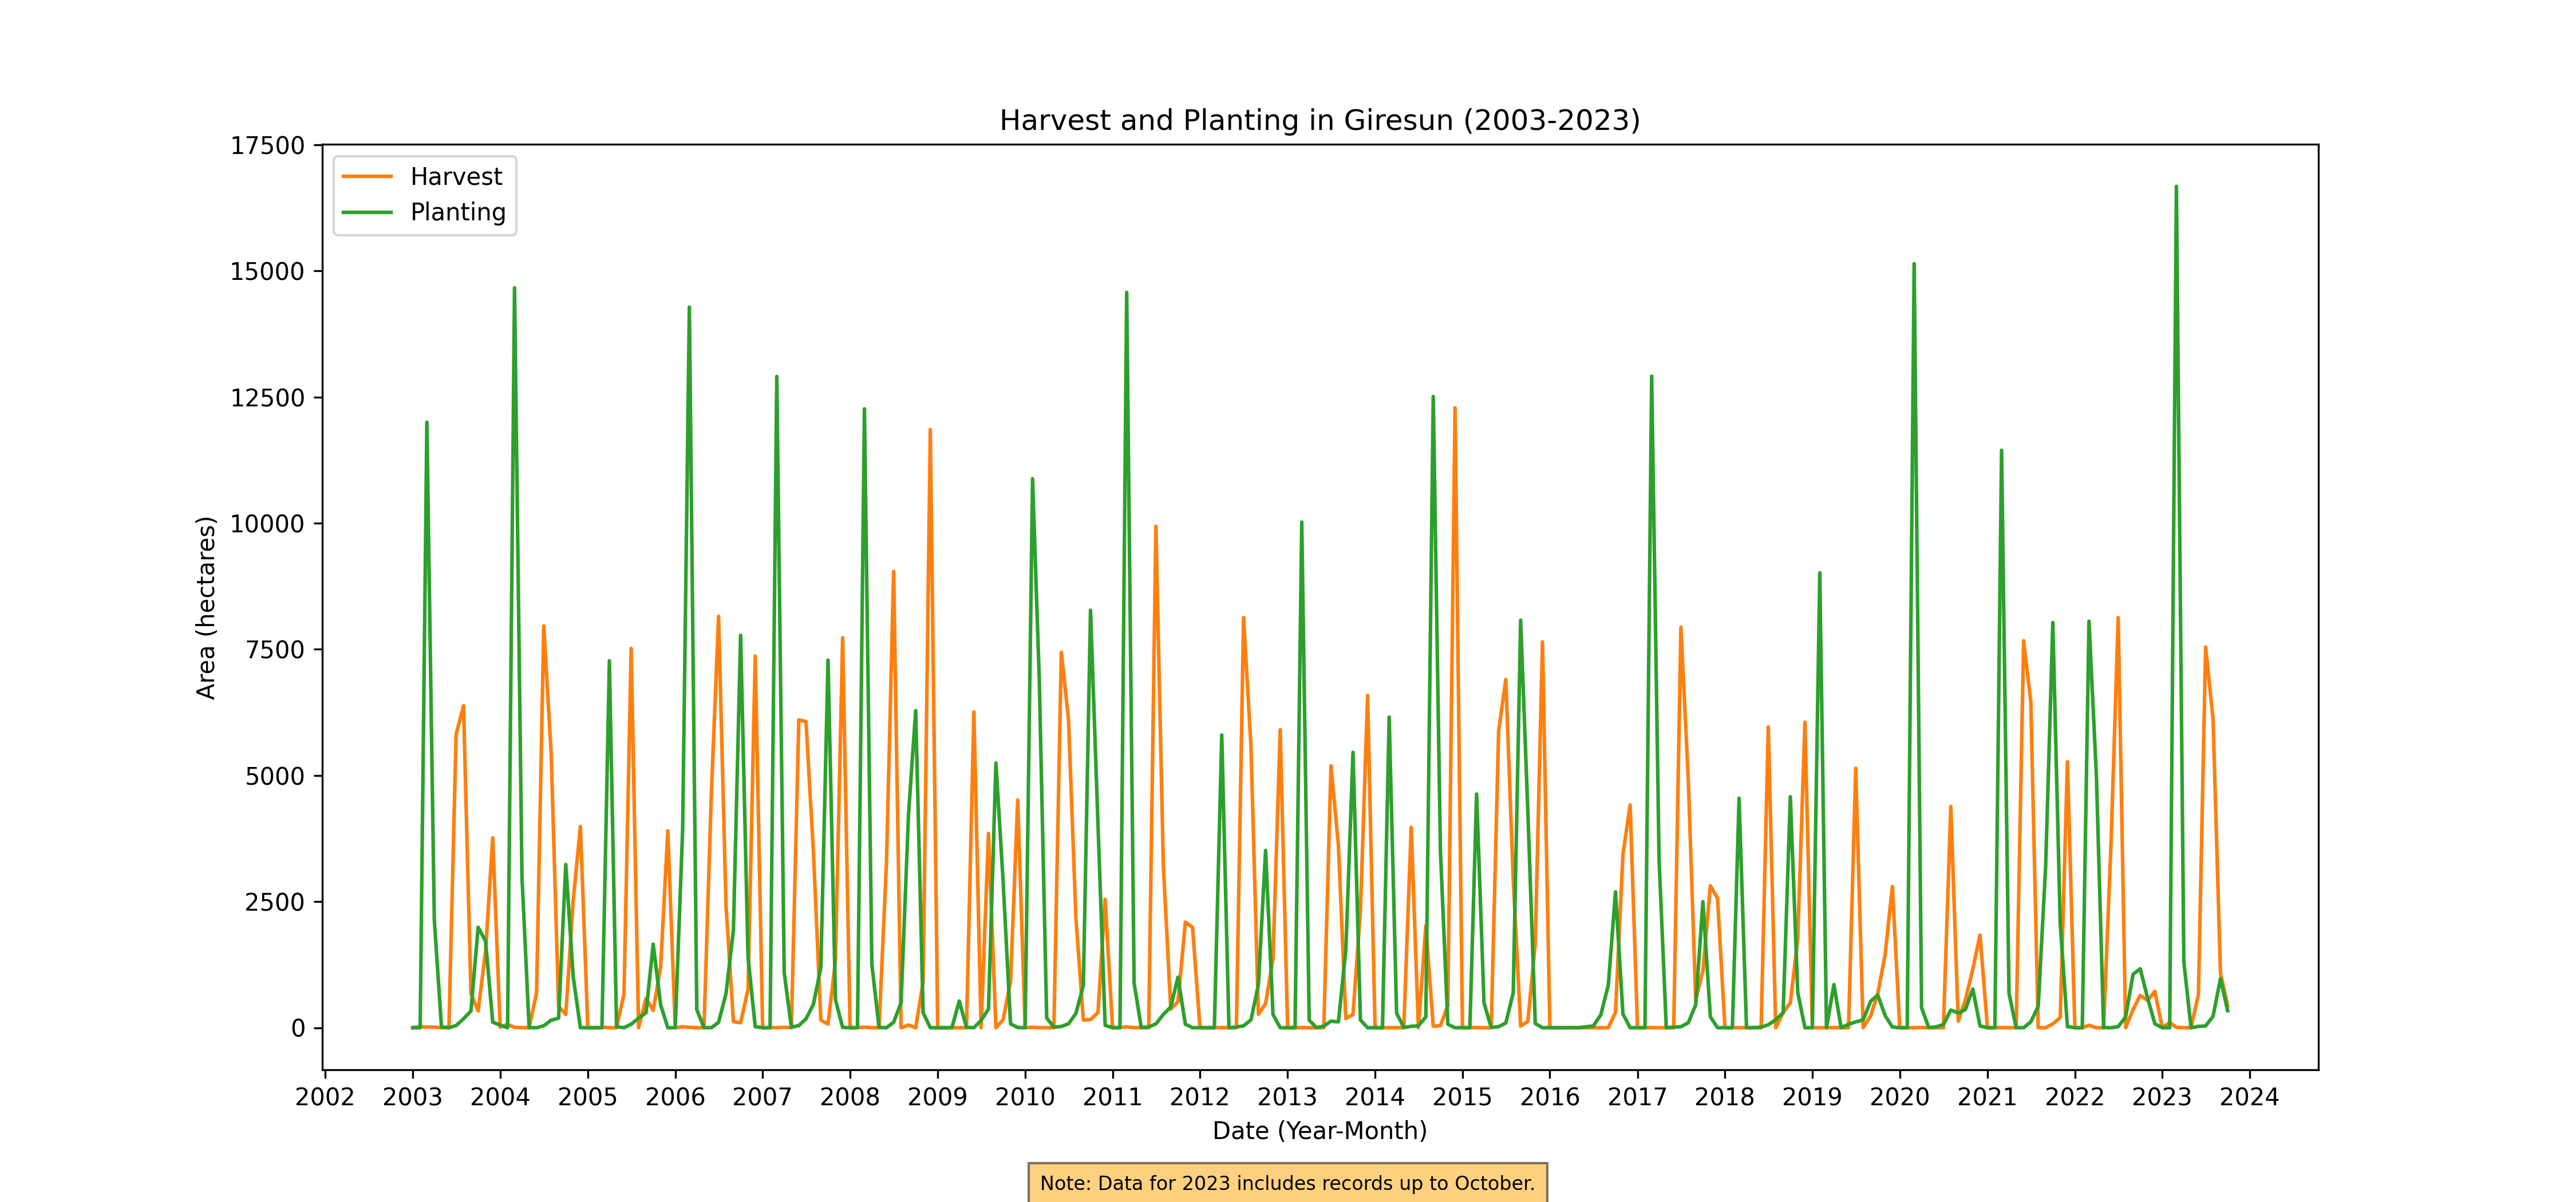 Harvest and Planting in Giresun (2003-2023)
17500
15000
12500
10000
7500
5000
2500
0
Area (hectares)
Harvest
Planting
2002 2003 2004 2005 2006 2007 2008 2009 2010 2011 2012 2013 2014 2015 2016 2017 2018 2019 2020 2021 2022 2023 2024
Date (Year-Month)
Note: Data for 2023 includes records up to October.